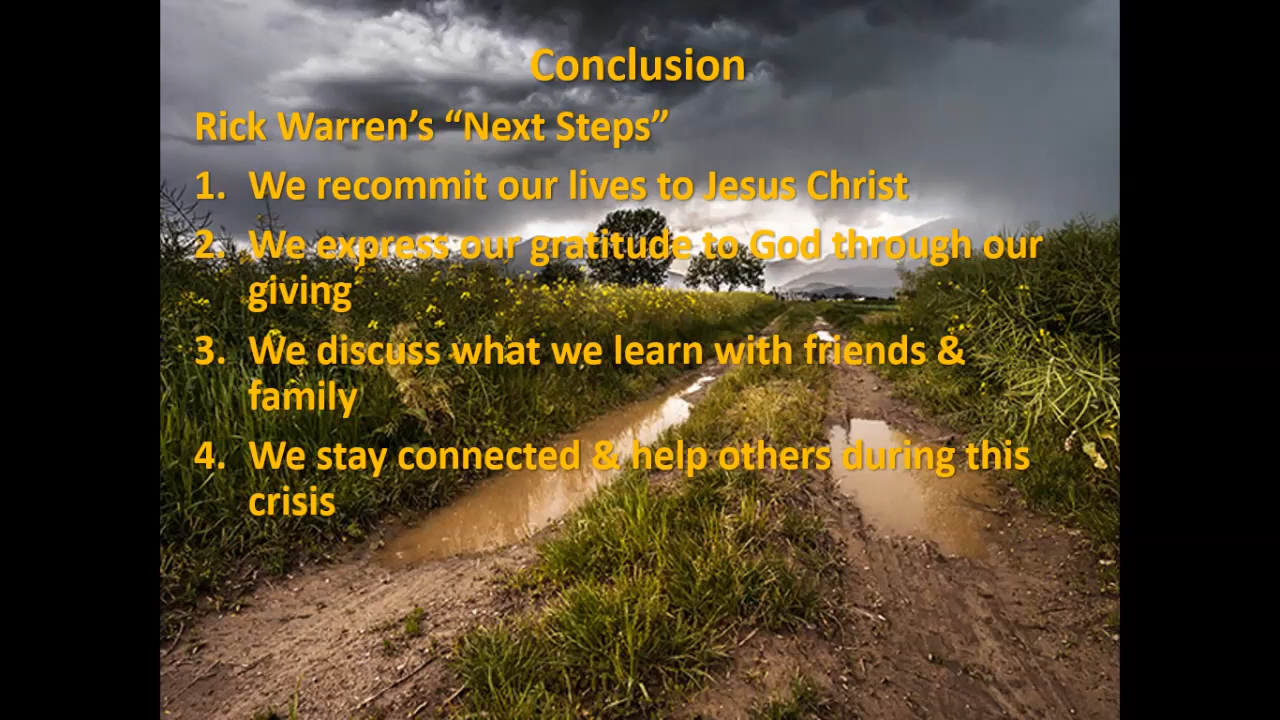 Conclusion
Rick Warren’s “Next Steps”
1. We recommit our lives to Jesus Christ
2. We express our gratitude to God through our
giving
3. We discuss what we learn with friends &
family
4. We stay connected & help others during this
crisis